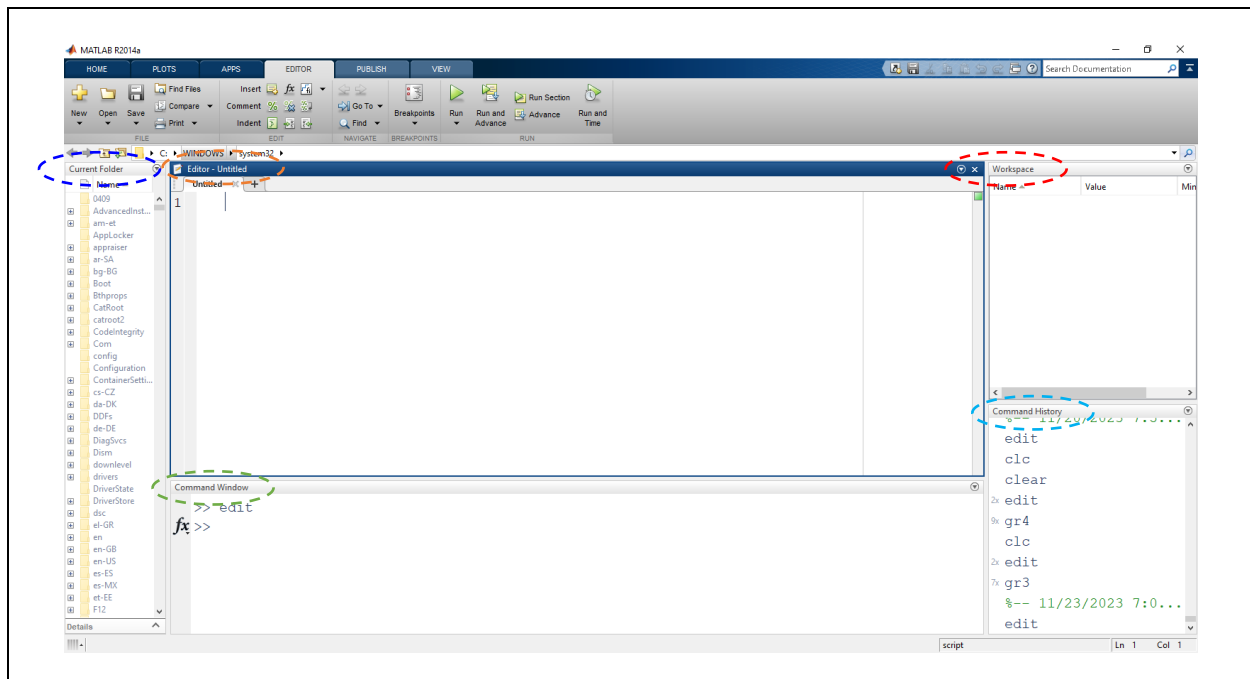 MATLAB R2014a
HOME PLOTS APPS EDITOR PUBLISH VIEW
Search Documentation
New Open Save
Find Files
Compare
Print
Insert fx
Comment
Indent
Go To
Find
Breakpoints
Run
Run and Advance
Run Section
Advance
Run and Time
FILE EDIT NAVIGATE BREAKPOINTS RUN
C: WINDOWS system32
Current Folder
Name
0409
AdvancedInst...
am-et
AppLocker
appraiser
ar-SA
bg-BG
Boot
Bthprops
CatRoot
catroot2
CodeIntegrity
Com
config
Configuration
ContainerSetti...
cs-CZ
da-DK
DDFs
de-DE
DiagSvcs
Dism
downlevel
drivers
DriverState
DriverStore
dsc
el-GR
en
en-GB
en-US
es-ES
es-MX
et-EE
F12
Details
Editor - Untitled
Untitled
1
Command Window
>> edit
fx >>
Workspace
Name Value Min
Command History
edit
clc
clear
2x edit
9x gr4
clc
2x edit
7x gr3
%-- 11/23/2023 7:0...
edit
script Ln 1 Col 1